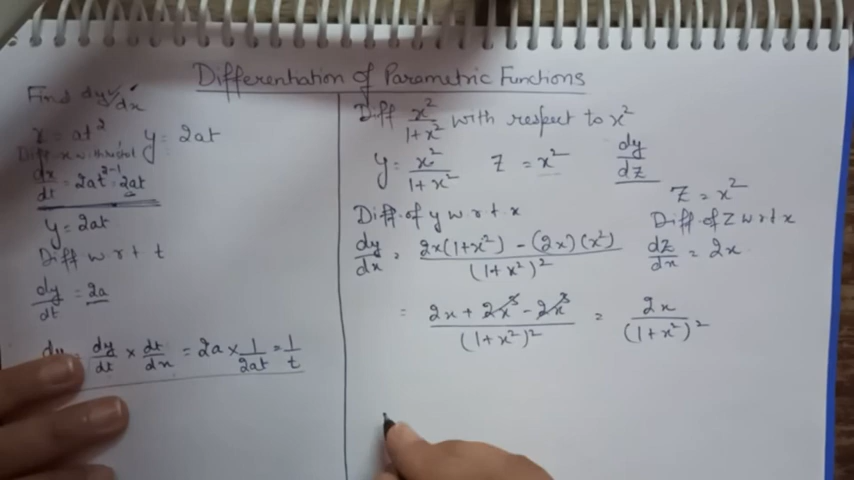 Differentiation of Parametric Functions
Find dy/dx
x = at² y = 2at
Diff x with w.r.t
dx/dt = 2at²⁻¹ = 2at
y = 2at
Diff w.r.t t
dy/dt = 2a
dy/dt × dt/dx = 2a × 1/2at = 1/t
Diff x²/1+x² with respect to x²
y = x²/1+x² Z = x² dy/dz
Z = x²
Diff. of y w r t x
Diff of Z w r t x
dy/dx = 2x(1+x²) - (2x)(x²)/(1+x²)²
dz/dx = 2x
= 2x + 2x³ - 2x³/(1+x²)² = 2x/(1+x²)²